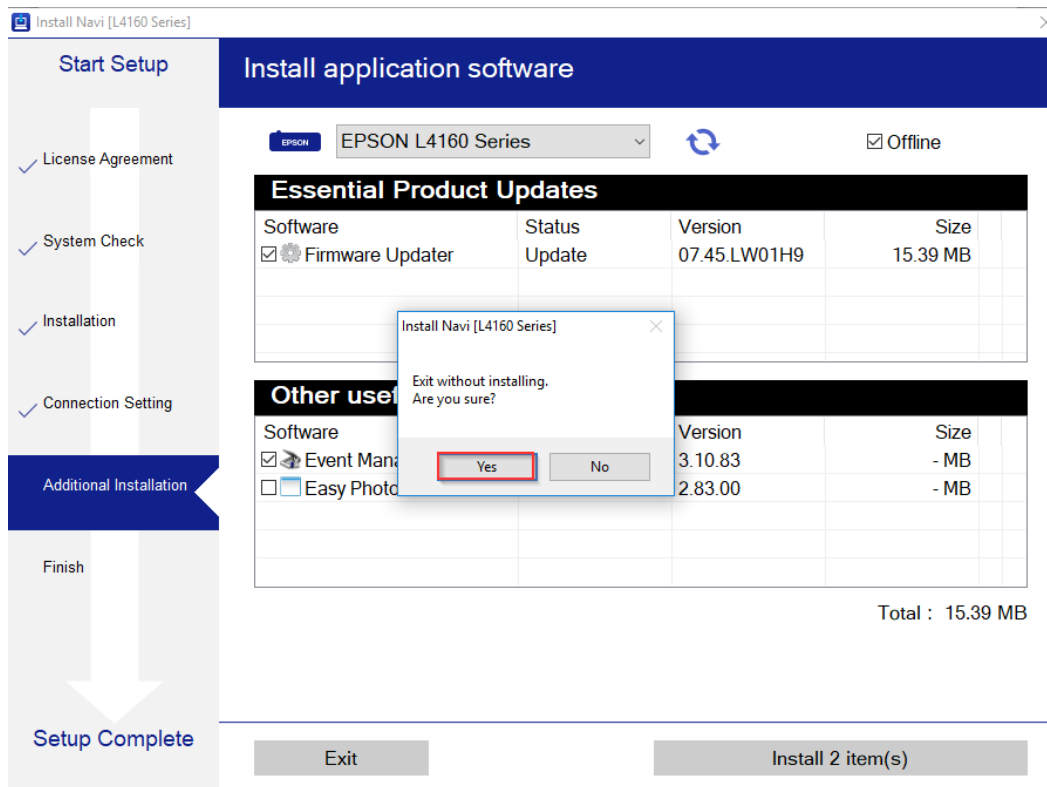 Install Navi [L4160 Series]
Start Setup
License Agreement
System Check
Installation
Connection Setting
Additional Installation
Finish
Setup Complete
Install application software
EPSON
EPSON L4160 Series
Offline
Essential Product Updates
Software Status Version Size
Firmware Updater Update 07.45.LW01H9 15.39 MB
Install Navi [L4160 Series]
Exit without installing.
Are you sure?
Yes No
Other
Software Version Size
Event 3.10.83 - MB
Easy 2.83.00 - MB
Total : 15.39 MB
Exit
Install 2 item(s)